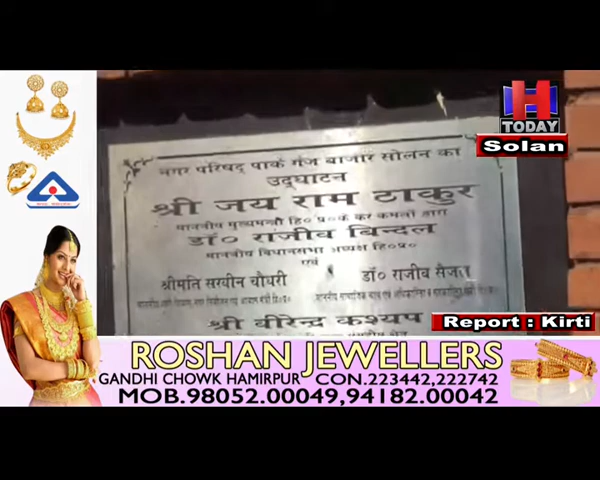 H
TODAY
Solan
नगर परिषद् पार्क गंज बाजार सोलन का
उद्घाटन
श्री जय राम ठाकुर
माननीय मुख्यमन्त्री हि० प्र० के कर कमलों द्वारा
डॉ० राजीव बिन्दल
माननीय विधानसभा अध्यक्ष हि०प्र०
एवं
श्रीमति सरवीन चौधरी डॉ० राजीव सैजल
श्री वीरेन्द्र कश्यप
Report : Kirti
ROSHAN JEWELLERS
GANDHI CHOWK HAMIRPUR CON.223442,222742
MOB.98052.00049,94182.00042